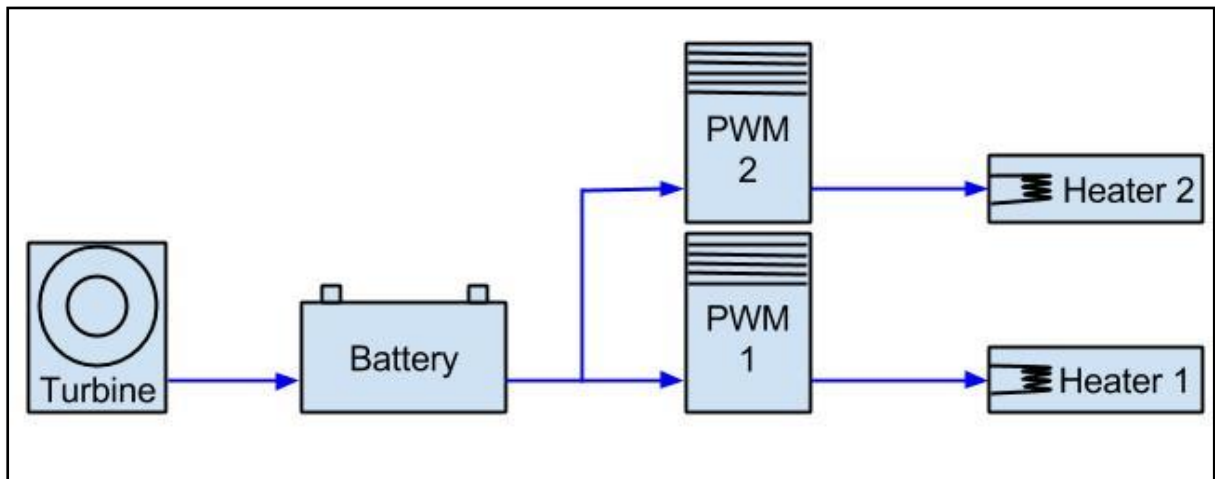 PWM
2
Heater 2
Turbine
Battery
PWM
1
Heater 1